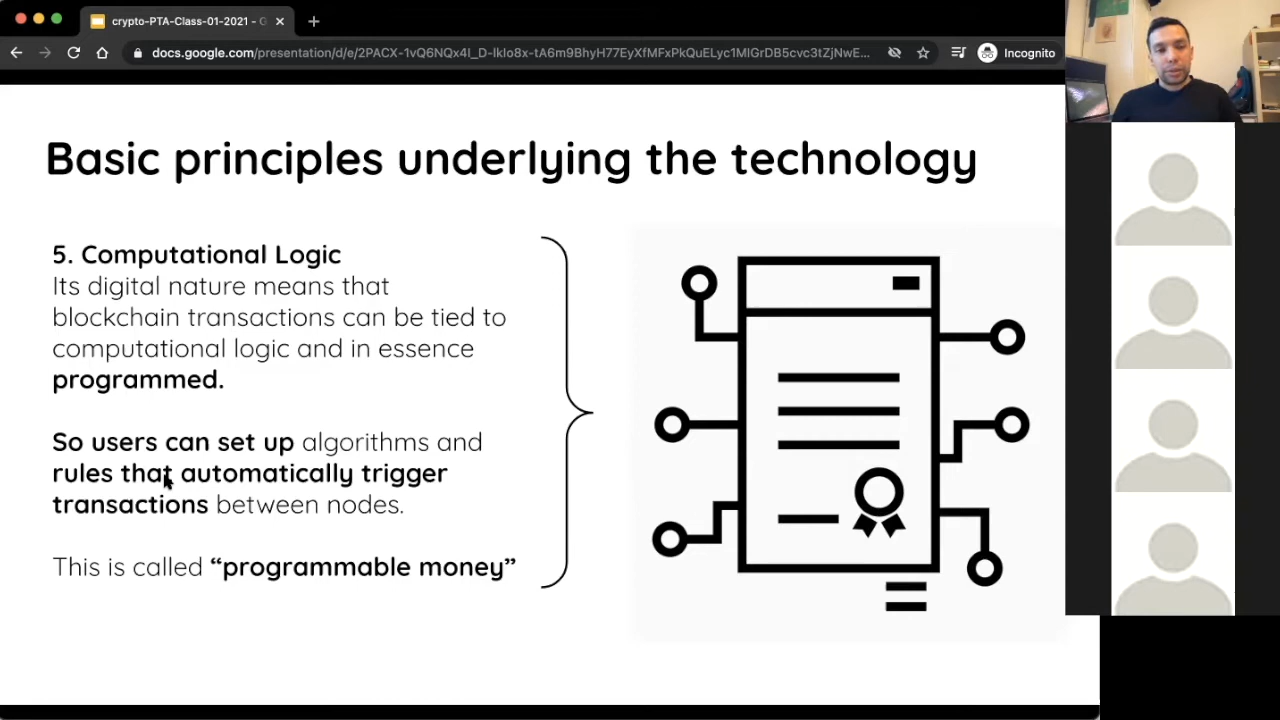 crypto-PTA-Class-01-2021 - G
docs.google.com/presentation/d/e/2PACX-1vQ6NQx4I_D-lkIo8x-tA6m9BhyH77EyXfMFxPkQuELyc1MlGrDB5cvc3tZjNwE...
Incognito
Basic principles underlying the technology
5. Computational Logic
Its digital nature means that
blockchain transactions can be tied to
computational logic and in essence
programmed.
So users can set up algorithms and
rules that automatically trigger
transactions between nodes.
This is called “programmable money”